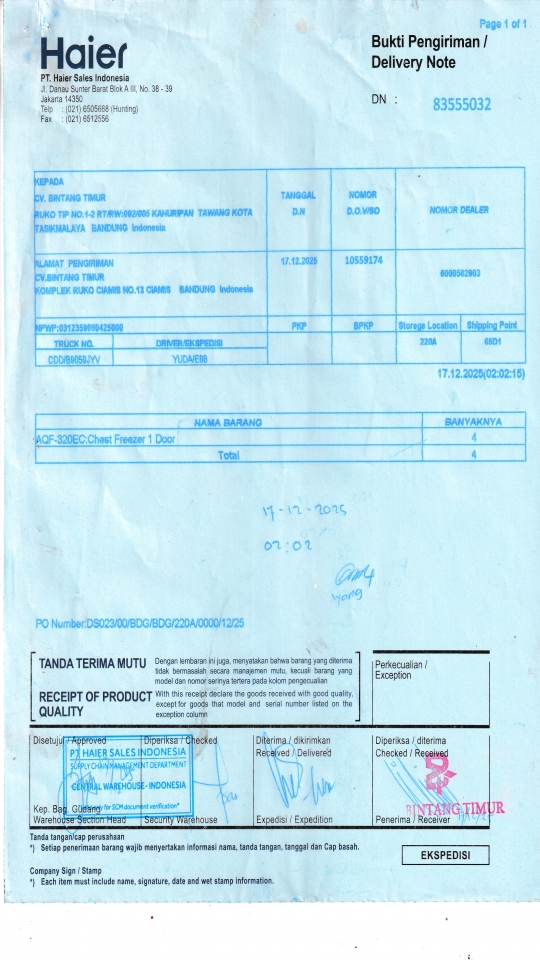 Page 1 of 1
Haier
Bukti Pengiriman /
Delivery Note
PT. Haier Sales Indonesia
Jl. Danau Sunter Barat Blok A III, No. 38 - 39
Jakarta 14350
Telp : (021) 6505668 (Hunting)
Fax : (021) 6512556
DN : 83555032
KEPADA
CV. BINTANG TIMUR
RUKO TIP NO.1-2 RT/RW:002/005 KAHURIPAN TAWANG KOTA
TASIKMALAYA BANDUNG Indonesia
TANGGAL
D.N
NOMOR
D.O.V/SO
NOMOR DEALER
ALAMAT PENGIRIMAN
CV.BINTANG TIMUR
KOMPLEK RUKO CIAMIS NO.13 CIAMIS BANDUNG Indonesia
17.12.2025
10559174
6000582903
NPWP:0312359660425000
PKP
BPKP
Storage Location
Shipping Point
TRUCK NO.
DRIVER/EKSPEDISI
220A
65D1
CDD/B9059JYV
YUDA/E98
17.12.2025(02:02:15)
NAMA BARANG
BANYAKNYA
AQF-320EC:Chest Freezer 1 Door
4
Total
4
17-12-2025
02:02
PO Number:DS023/00/BDG/BDG/220A/0000/12/25
TANDA TERIMA MUTU
Dengan lembaran ini juga, menyatakan bahwa barang yang diterima
tidak bermasalah secara manajemen mutu, kecuali barang yang
model dan nomor serinya tertera pada kolom pengecualian
RECEIPT OF PRODUCT
QUALITY
With this receipt declare the goods received with good quality,
except for goods that model and serial number listed on the
exception column
Perkecualian /
Exception
Disetujui / Approved
Diperiksa / Checked
Diterima / dikirimkan
Received / Delivered
Diperiksa / diterima
Checked / Received
PT HAIER SALES INDONESIA
SUPPLY CHAIN MANAGEMENT DEPARTMENT
CENTRAL WAREHOUSE- INDONESIA
for SCM document verification*
BINTANG TIMUR
Kep. Bag. Gudang
Warehouse Section Head
Security Warehouse
Expedisi / Expedition
Penerima / Receiver
Tanda tangan/cap perusahaan
*) Setiap penerimaan barang wajib menyertakan informasi nama, tanda tangan, tanggal dan Cap basah.
EKSPEDISI
Company Sign / Stamp
*) Each item must include name, signature, date and wet stamp information.